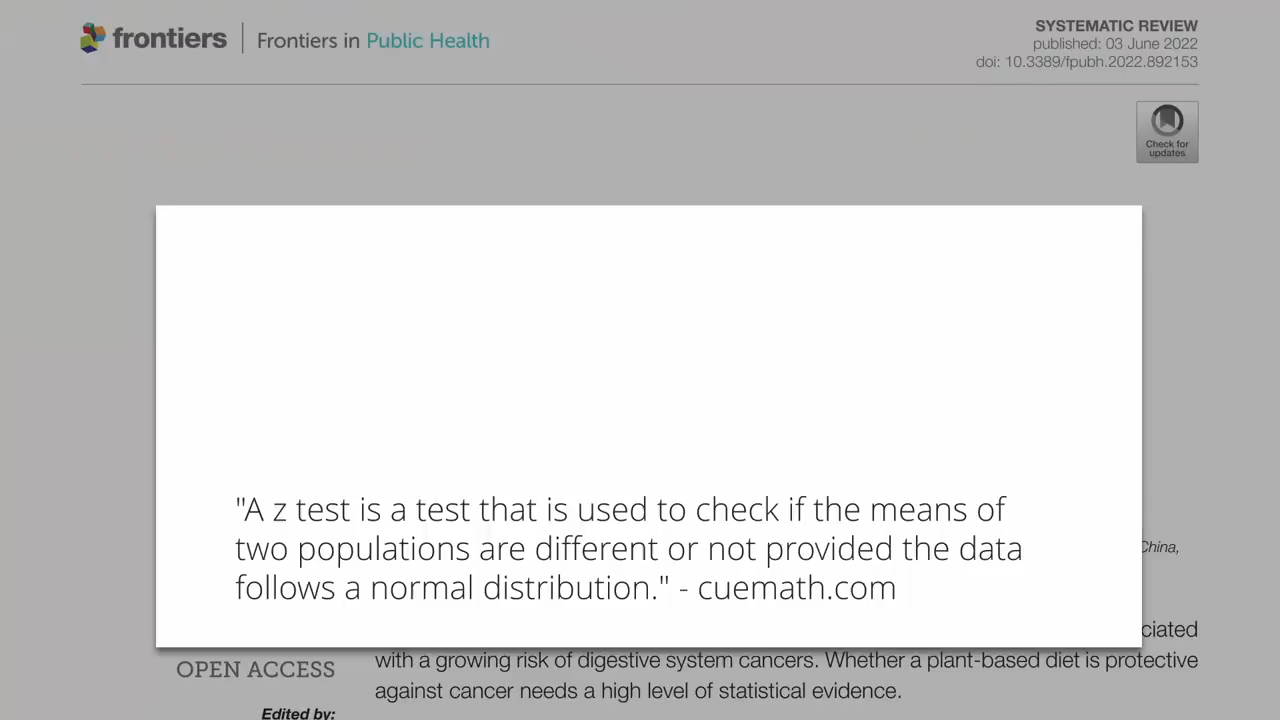 frontiers | Frontiers in Public Health
SYSTEMATIC REVIEW
published: 03 June 2022
doi: 10.3389/fpubh.2022.892153
Check for
updates
"A z test is a test that is used to check if the means of
two populations are different or not provided the data
follows a normal distribution." - cuemath.com
China,
ciated
with a growing risk of digestive system cancers. Whether a plant-based diet is protective
against cancer needs a high level of statistical evidence.
OPEN ACCESS
Edited by: